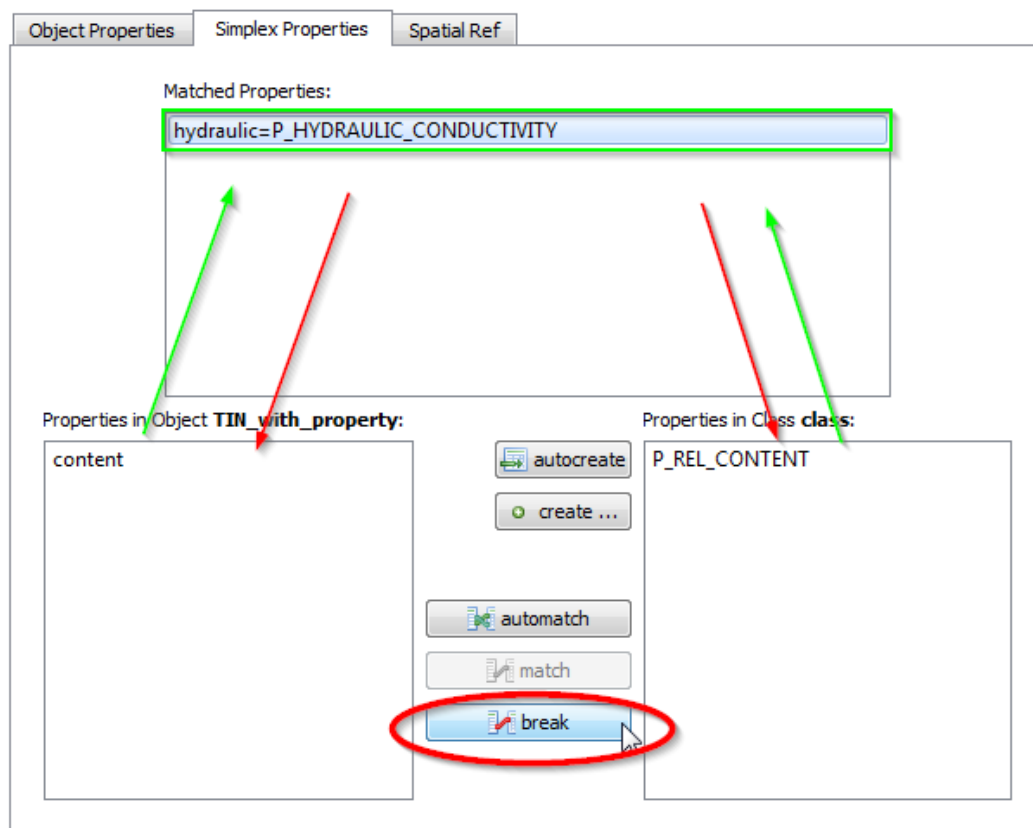 Object Properties Simplex Properties Spatial Ref
Matched Properties:
hydraulic=P_HYDRAULIC_CONDUCTIVITY
Properties in Object TIN_with_property:
content
autocreate
create ...
automatch
match
break
Properties in Class class:
P_REL_CONTENT